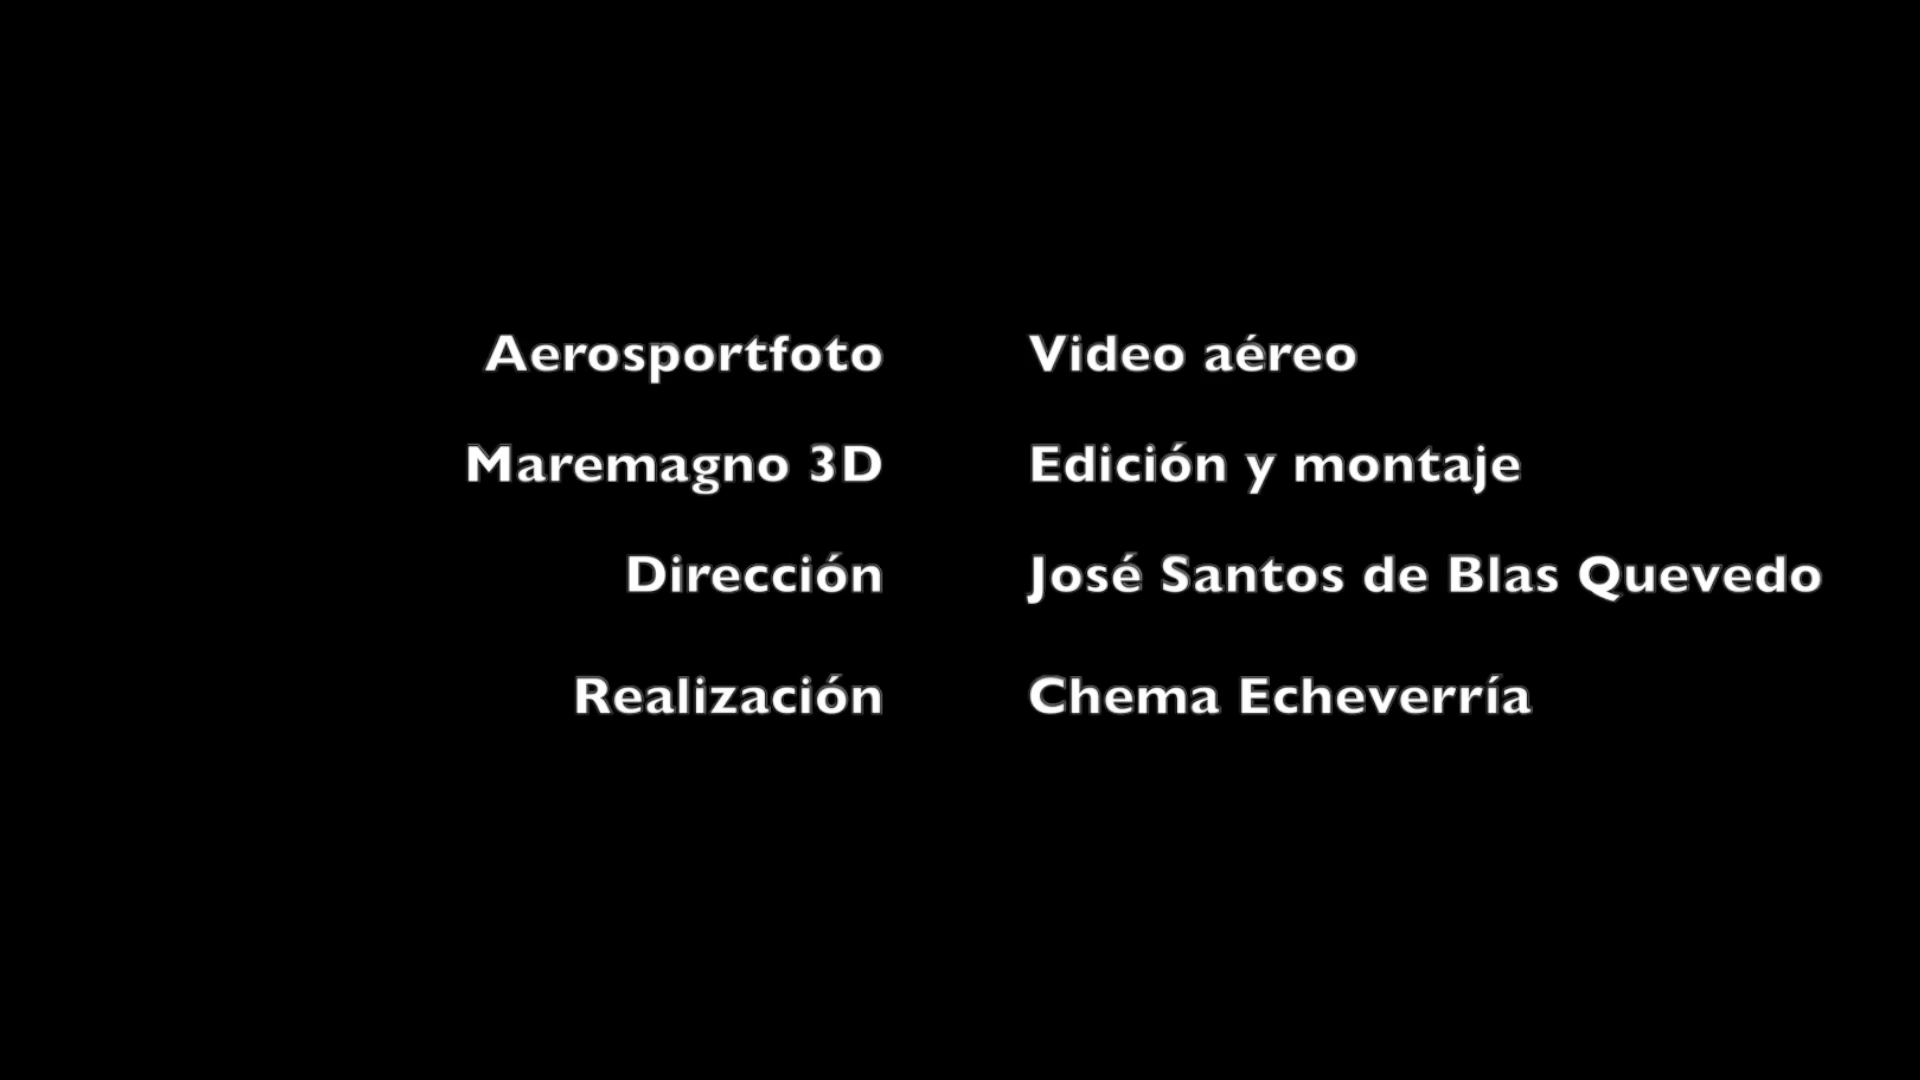 Aerosportfoto Video aéreo
Maremagno 3D Edición y montaje
Dirección José Santos de Blas Quevedo
Realización Chema Echeverría